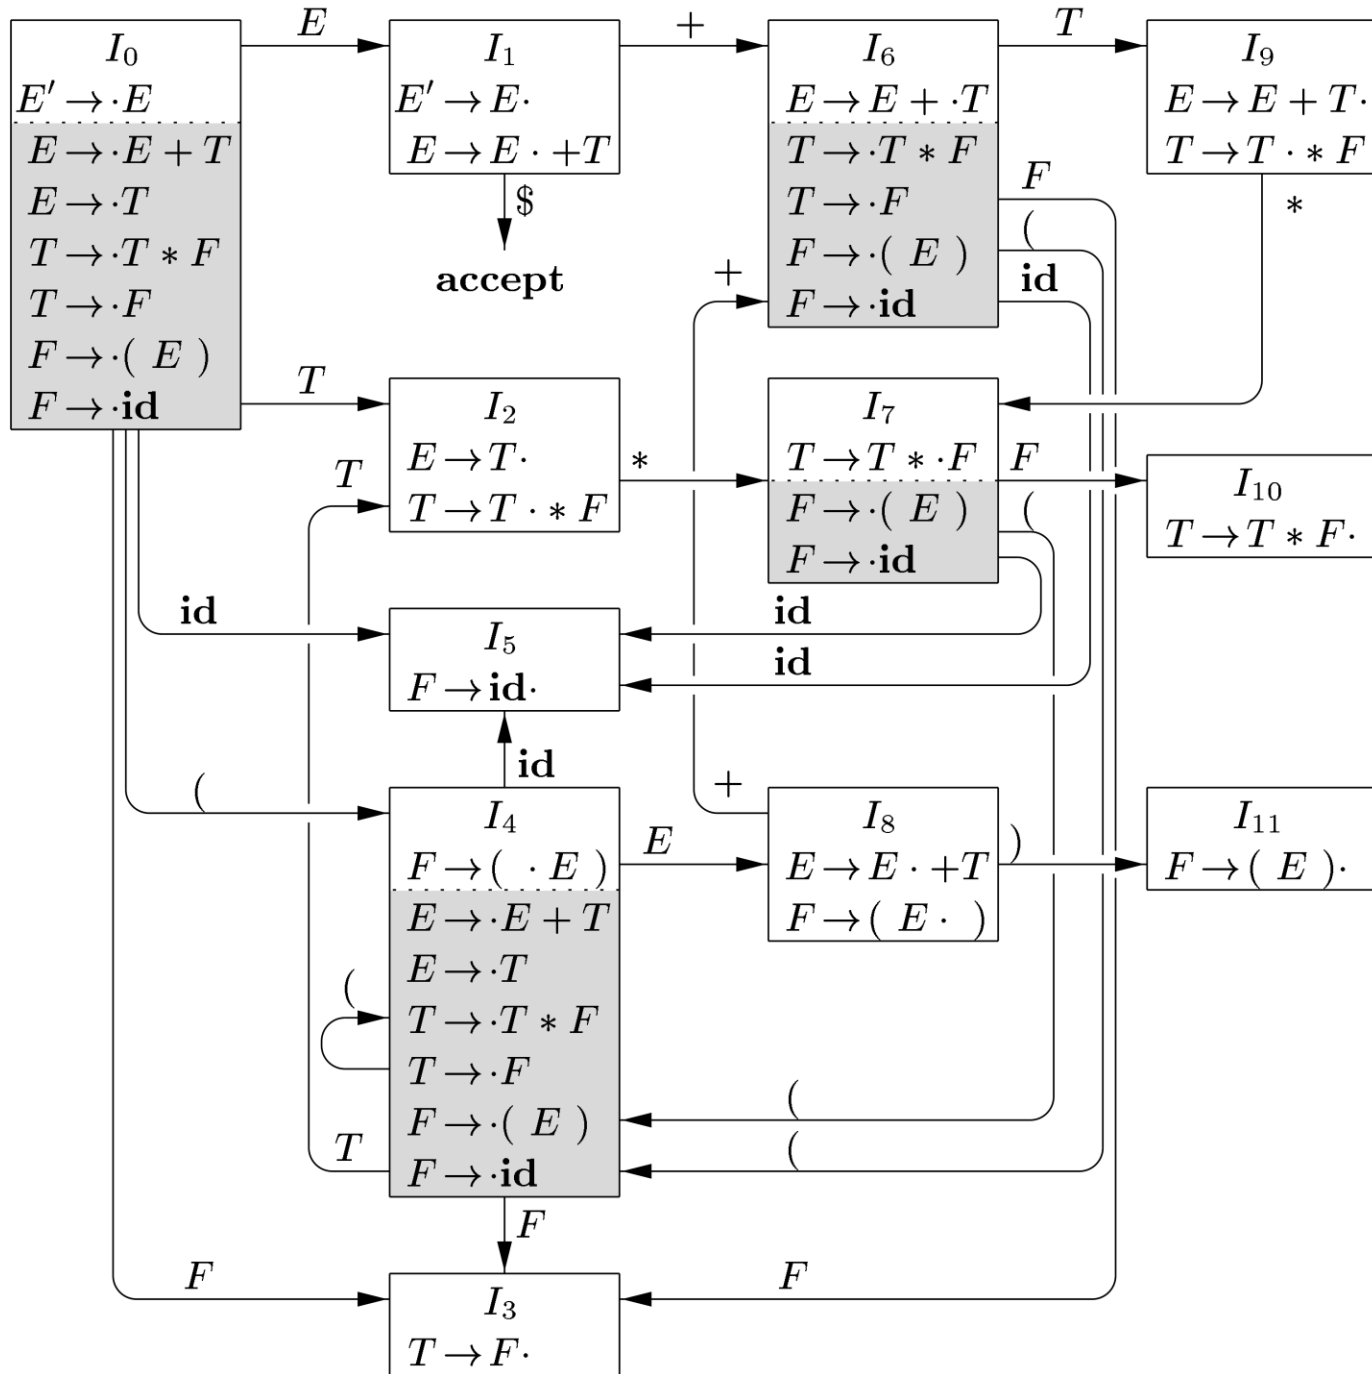 I₀
E′ → ·E
E → ·E + T
E → ·T
T → ·T * F
T → ·F
F → ·( E )
F → ·id
E
I₁
E′ → E·
E → E · +T
$
accept
+
I₆
E → E + ·T
T → ·T * F
T → ·F
F → ·( E )
F → ·id
T
I₉
E → E + T·
T → T · * F
F
(
id
*
+
T
I₂
E → T·
T → T · * F
T
*
I₇
T → T * ·F
F → ·( E )
F → ·id
F
(
I₁₀
T → T * F·
id
I₅
F → id·
id
id
id
(
I₄
F → ( · E )
E → ·E + T
E → ·T
T → ·T * F
T → ·F
F → ·( E )
F → ·id
E
+
I₈
E → E · +T
F → ( E · )
)
I₁₁
F → ( E )·
(
T
(
(
F
F
I₃
T → F·
F